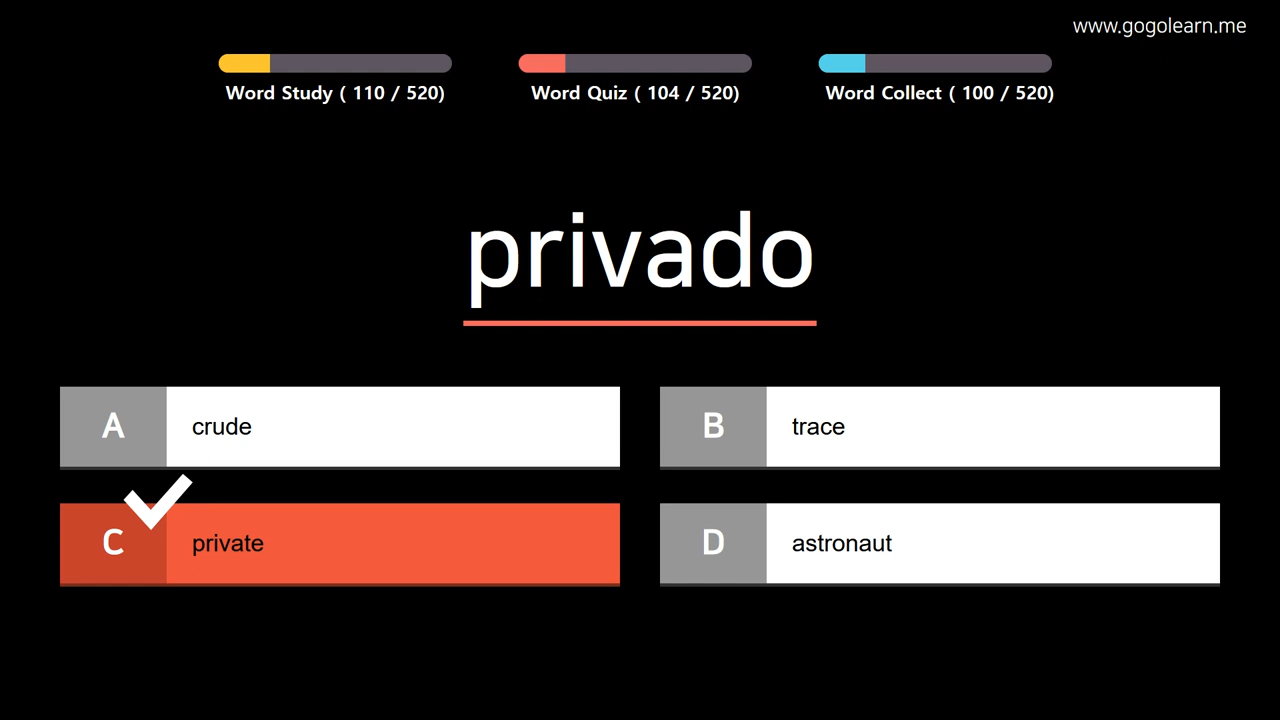 www.gogolearn.me
Word Study ( 110 / 520)
Word Quiz ( 104 / 520)
Word Collect ( 100 / 520)
privado
A crude
B trace
C private
D astronaut